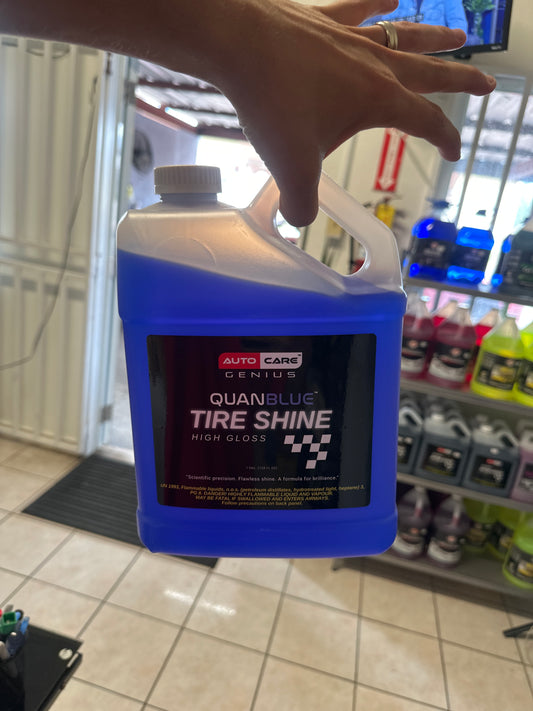 AUTO CARE™
GENIUS
QUANBLUE™
TIRE SHINE
HIGH GLOSS
"Scientific precision. Flawless shine. A formula for brilliance."
UN 1993, Flammable liquids, n.o.s. (petroleum distillates, hydrotreated light, heptane) 3,
PG II. DANGER! HIGHLY FLAMMABLE LIQUID AND VAPOUR.
MAY BE FATAL IF SWALLOWED AND ENTERS AIRWAYS.
Follow precautions on back panel.